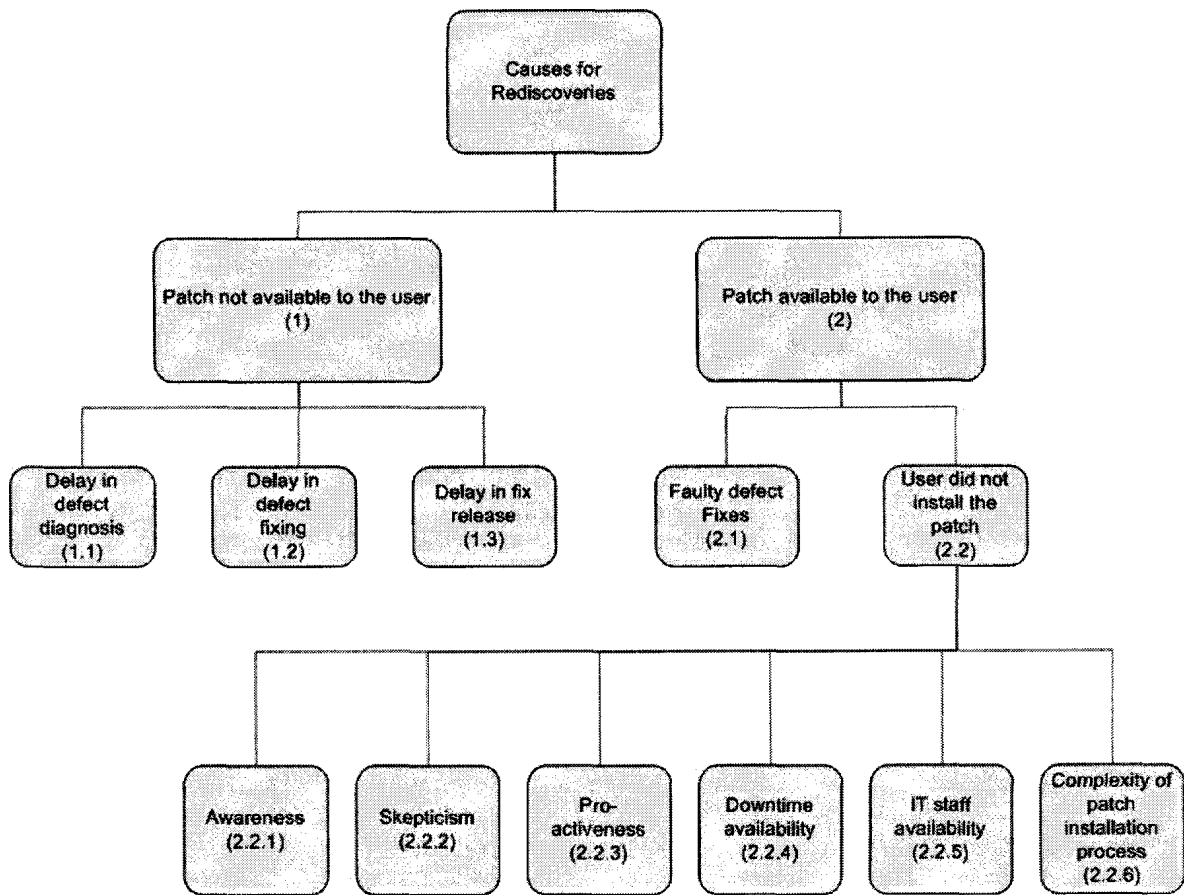 Causes for
Rediscoveries
Patch not available to the user
(1)
Patch available to the user
(2)
Delay in
defect
diagnosis
(1.1)
Delay in
defect
fixing
(1.2)
Delay in fix
release
(1.3)
Faulty defect
Fixes
(2.1)
User did not
install the
patch
(2.2)
Awareness
(2.2.1)
Skepticism
(2.2.2)
Pro-
activeness
(2.2.3)
Downtime
availability
(2.2.4)
IT staff
availability
(2.2.5)
Complexity of
patch
installation
process
(2.2.6)